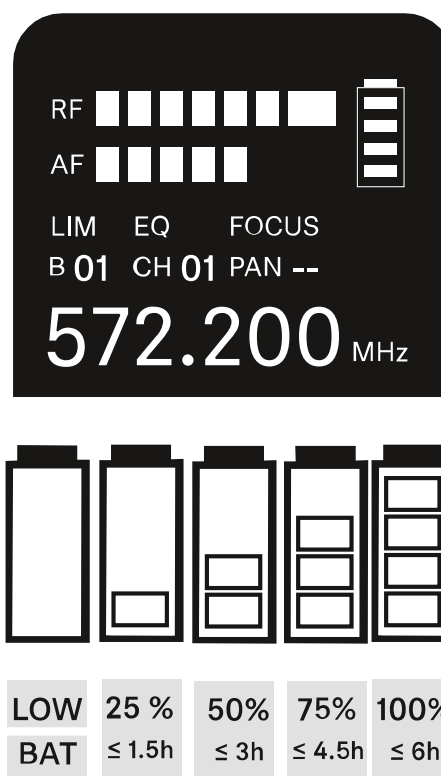 RF
AF
LIM EQ FOCUS
B 01 CH 01 PAN --
572.200 MHz
LOW 25 % 50% 75% 100%
BAT ≤ 1.5h ≤ 3h ≤ 4.5h ≤ 6h